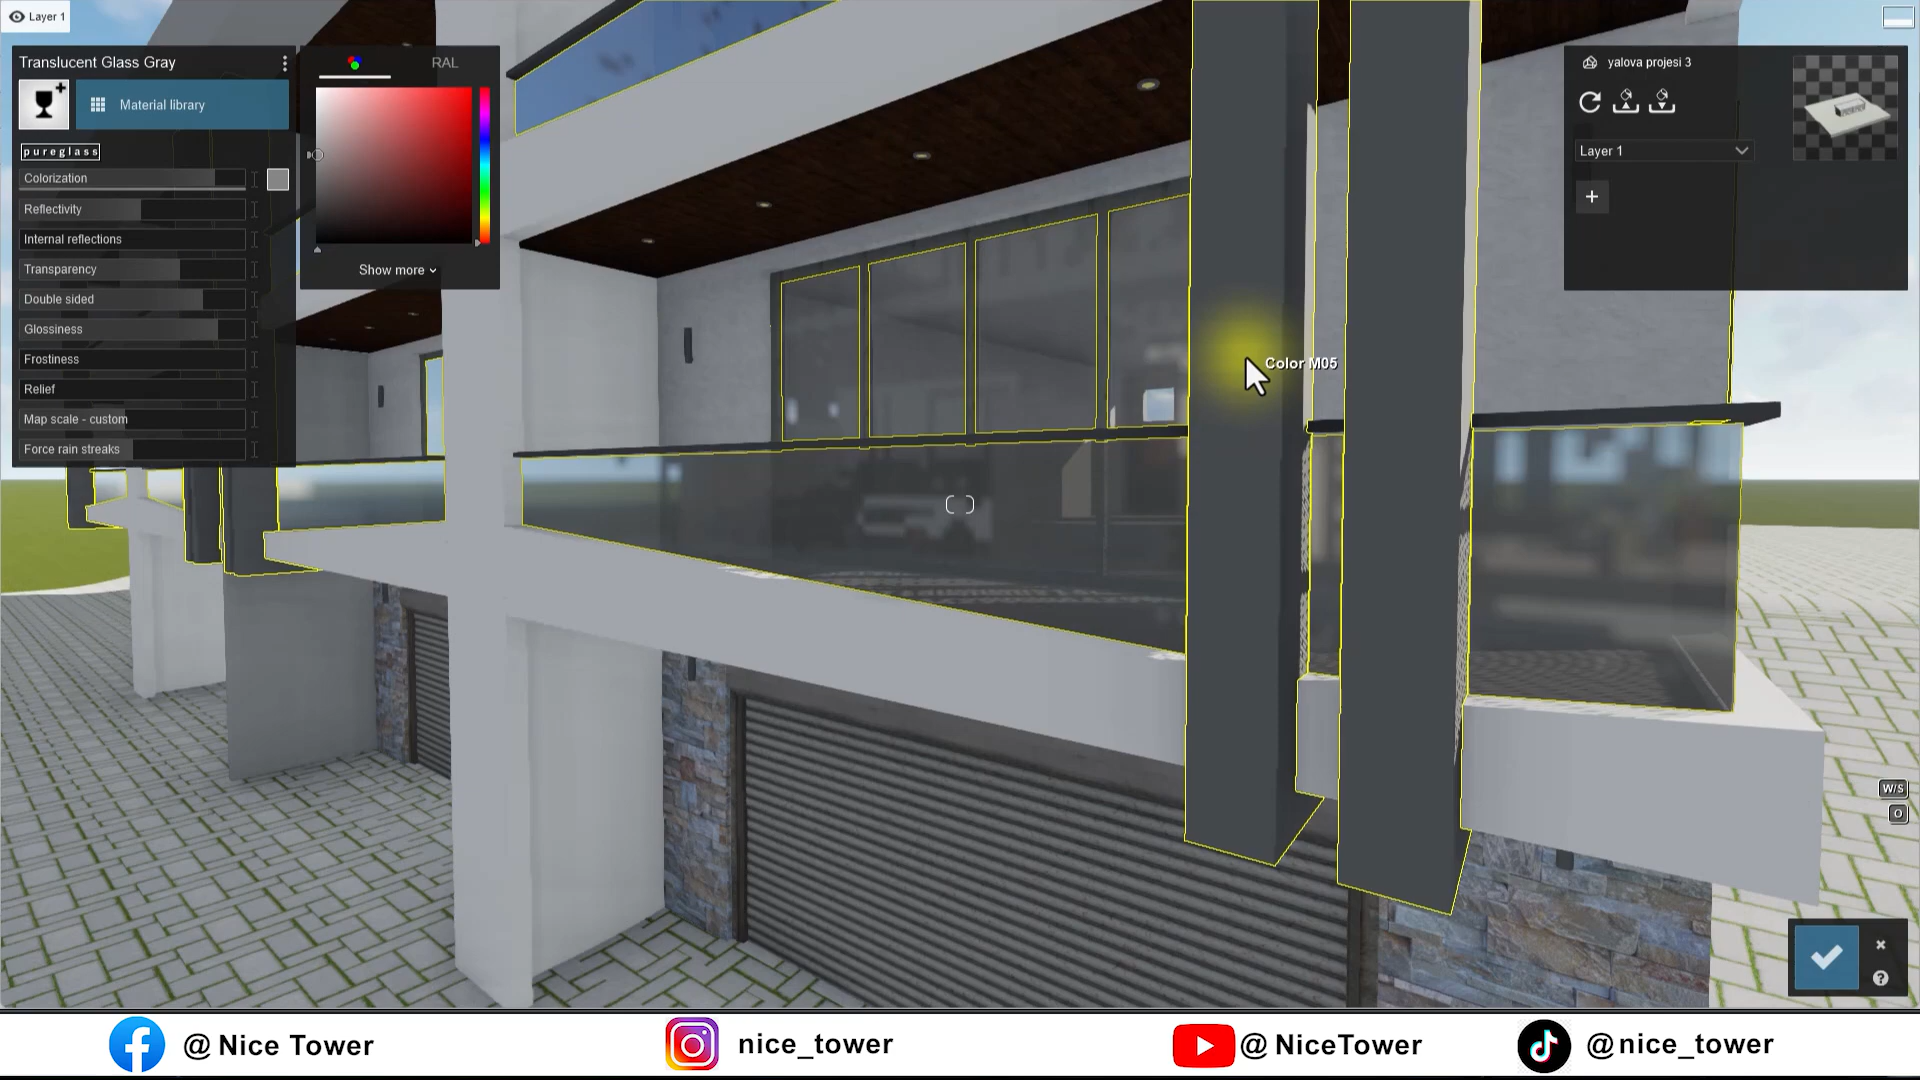 Layer 1
Translucent Glass Gray
Material library
pureglass
Colorization
Reflectivity
Internal reflections
Transparency
Double sided
Glossiness
Frostiness
Relief
Map scale - custom
Force rain streaks
RAL
Show more
Color M05
yalova projesi 3
Layer 1
W/S
O
@ Nice Tower
nice_tower
@ NiceTower
@nice_tower